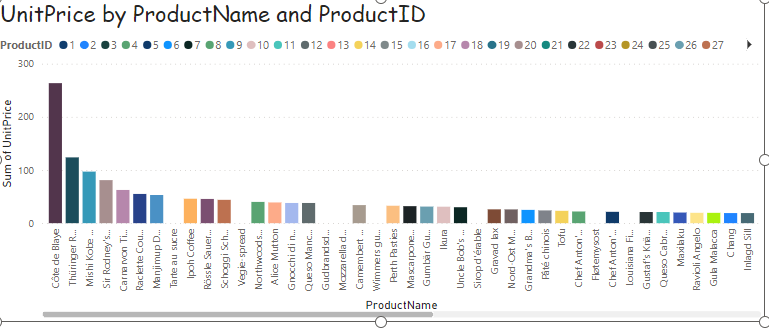 UnitPrice by ProductName and ProductID
ProductID 1 2 3 4 5 6 7 8 9 10 11 12 13 14 15 16 17 18 19 20 21 22 23 24 25 26 27
300
200
100
0
Sum of UnitPrice
Côte de Blaye
Thüringer R...
Mishi Kobe ...
Sir Rodney's...
Carnarvon Ti...
Raclette Cou...
Manjimup D...
Tarte au sucre
Ipoh Coffee
Rössle Sauer...
Schoggi Sch...
Vegie-spread
Northwoods...
Alice Mutton
Gnocchi di n...
Queso Manc...
Gudbrandsd...
Mozzarella d...
Camembert ...
Wimmers gu...
Perth Pasties
Mascarpone...
Gumbär Gu...
Ikura
Uncle Bob's ...
Sirop d'érable
Gravad lax
Nord-Ost M...
Grandma's B...
Pâté chinois
Tofu
Chef Anton'...
Fløtemysost
Chef Anton'...
Louisiana Fi...
Gustaf's Knä...
Queso Cabr...
Maxilaku
Ravioli Angelo
Gula Malacca
Chang
Inlagd Sill
ProductName